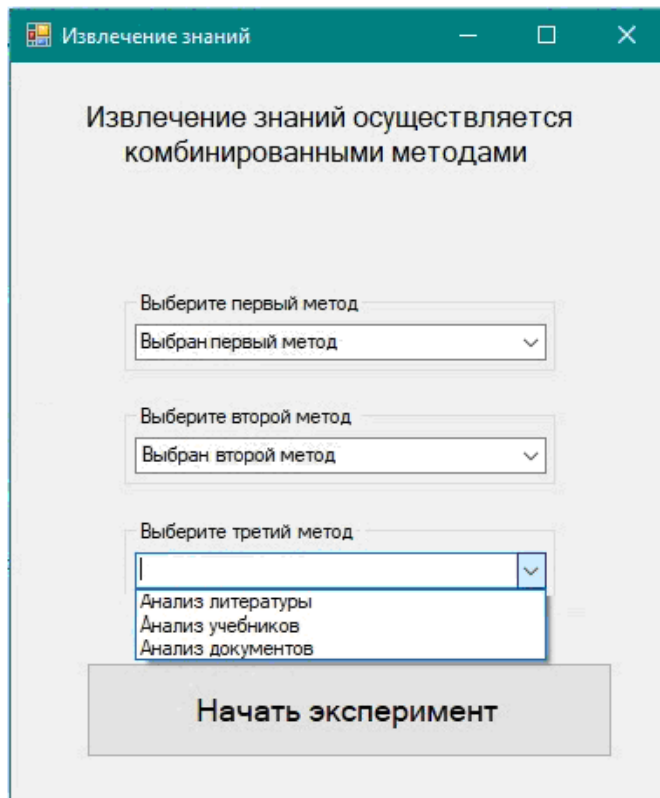 Извлечение знаний
Извлечение знаний осуществляется
комбинированными методами
Выберите первый метод
Выбран первый метод
Выберите второй метод
Выбран второй метод
Выберите третий метод
Анализ литературы
Анализ учебников
Анализ документов
Начать эксперимент